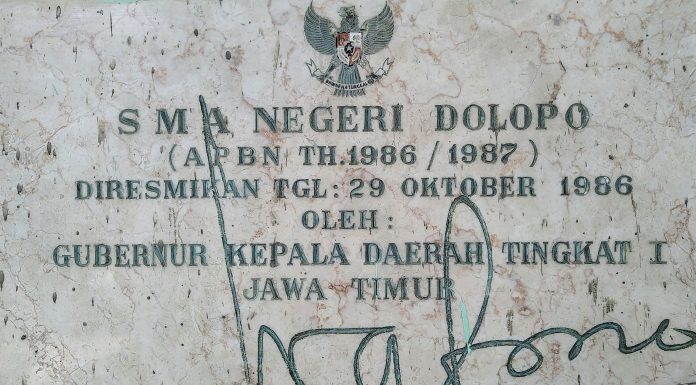 SMA NEGERI DOLOPO
(APBN TH.1986/1987)
DIRESMIKAN TGL: 29 OKTOBER 1986
OLEH:
GUBERNUR KEPALA DAERAH TINGKAT I
JAWA TIMUR